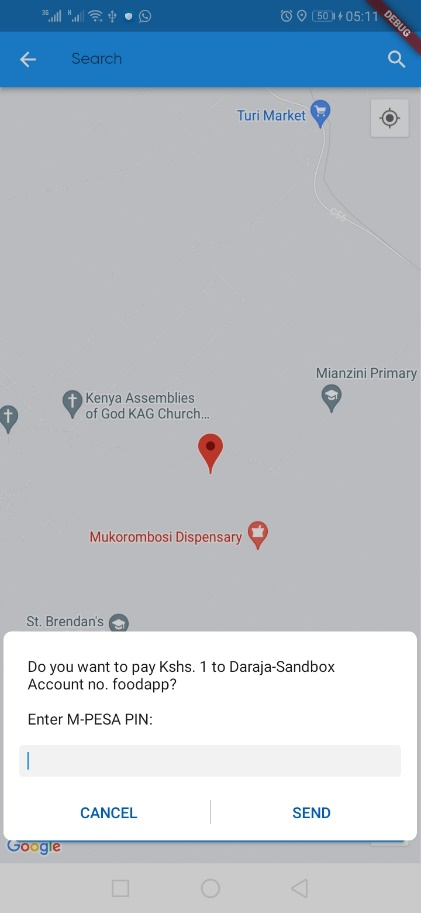 3G
H
50
05:11
DEBUG
Search
Turi Market
C56
Mianzini Primary
Kenya Assemblies
of God KAG Church...
Mukorombosi Dispensary
St. Brendan's
Do you want to pay Kshs. 1 to Daraja-Sandbox
Account no. foodapp?
Enter M-PESA PIN:
CANCEL
SEND
Google